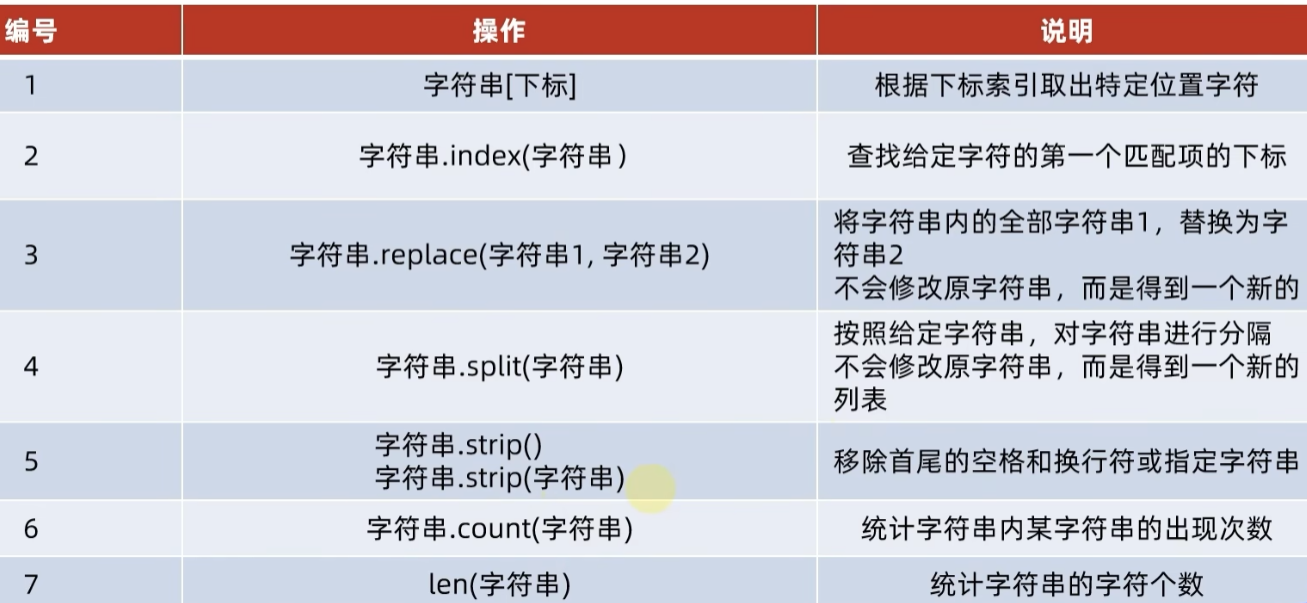 编号 操作 说明
1 字符串[下标] 根据下标索引取出特定位置字符
2 字符串.index(字符串） 查找给定字符的第一个匹配项的下标
3 字符串.replace(字符串1, 字符串2) 将字符串内的全部字符串1，替换为字
符串2
不会修改原字符串，而是得到一个新的
4 字符串.split(字符串) 按照给定字符串，对字符串进行分隔
不会修改原字符串，而是得到一个新的
列表
5 字符串.strip()
字符串.strip(字符串) 移除首尾的空格和换行符或指定字符串
6 字符串.count(字符串) 统计字符串内某字符串的出现次数
7 len(字符串) 统计字符串的字符个数